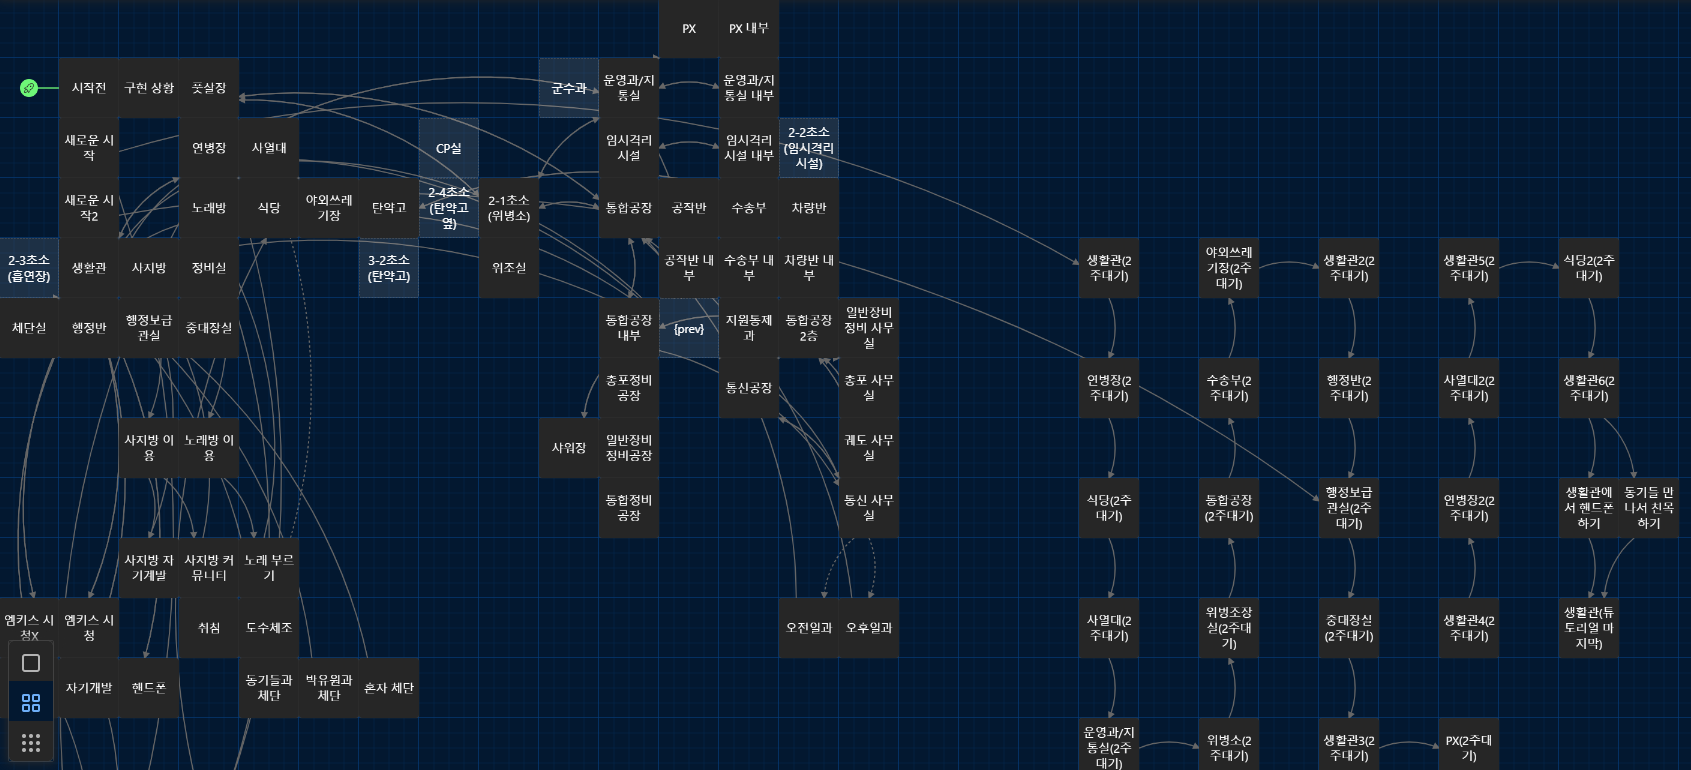 PX
PX 내부
시작전
구현 상황
풋살장
군수과
운영과/지
통실
운영과/지
통실 내부
새로운 시
작
연병장
사열대
CP실
임시격리
시설
임시격리
시설 내부
2-2초소
(임시격리
시설)
새로운 시
작2
노래방
식당
야외쓰레
기장
탄약고
2-4초소
(탄약고
옆)
2-1초소
(위병소)
통합공장
공작반
수송부
차량반
2-3초소
(흡연장)
생활관
사지방
정비실
3-2초소
(탄약고)
위조실
공작반 내
부
수송부 내
부
차량반 내
부
생활관(2
주대기)
야외쓰레
기장(2주
대기)
생활관2(2
주대기)
생활관5(2
주대기)
식당2(2주
대기)
체단실
행정반
행정보급
관실
중대장실
통합공장
내부
{prev}
지원통제
과
통합공장
2층
일반장비
정비 사무
실
총포정비
공장
통신공장
총포 사무
실
연병장(2
주대기)
수송부(2
주대기)
행정반(2
주대기)
사열대2(2
주대기)
생활관6(2
주대기)
사지방 이
용
노래방 이
용
샤워장
일반장비
정비공장
궤도 사무
실
통합정비
공장
통신 사무
실
식당(2주
대기)
통합공장
(2주대기)
행정보급
관실(2주
대기)
연병장2(2
주대기)
생활관에
서 핸드폰
하기
동기들 만
나서 친목
하기
사지방 자
기개발
사지방 커
뮤니티
노래 부르
기
엠키스 시
청X
엠키스 시
청
취침
도수체조
오전일과
오후일과
사열대(2
주대기)
위병조장
실(2주대
기)
중대장실
(2주대기)
생활관4(2
주대기)
생활관(튜
토리얼 마
지막)
자기개발
핸드폰
동기들과
체단
박유원과
체단
혼자 체단
운영과/지
통실(2주
대기)
위병소(2
주대기)
생활관3(2
주대기)
PX(2주대
기)